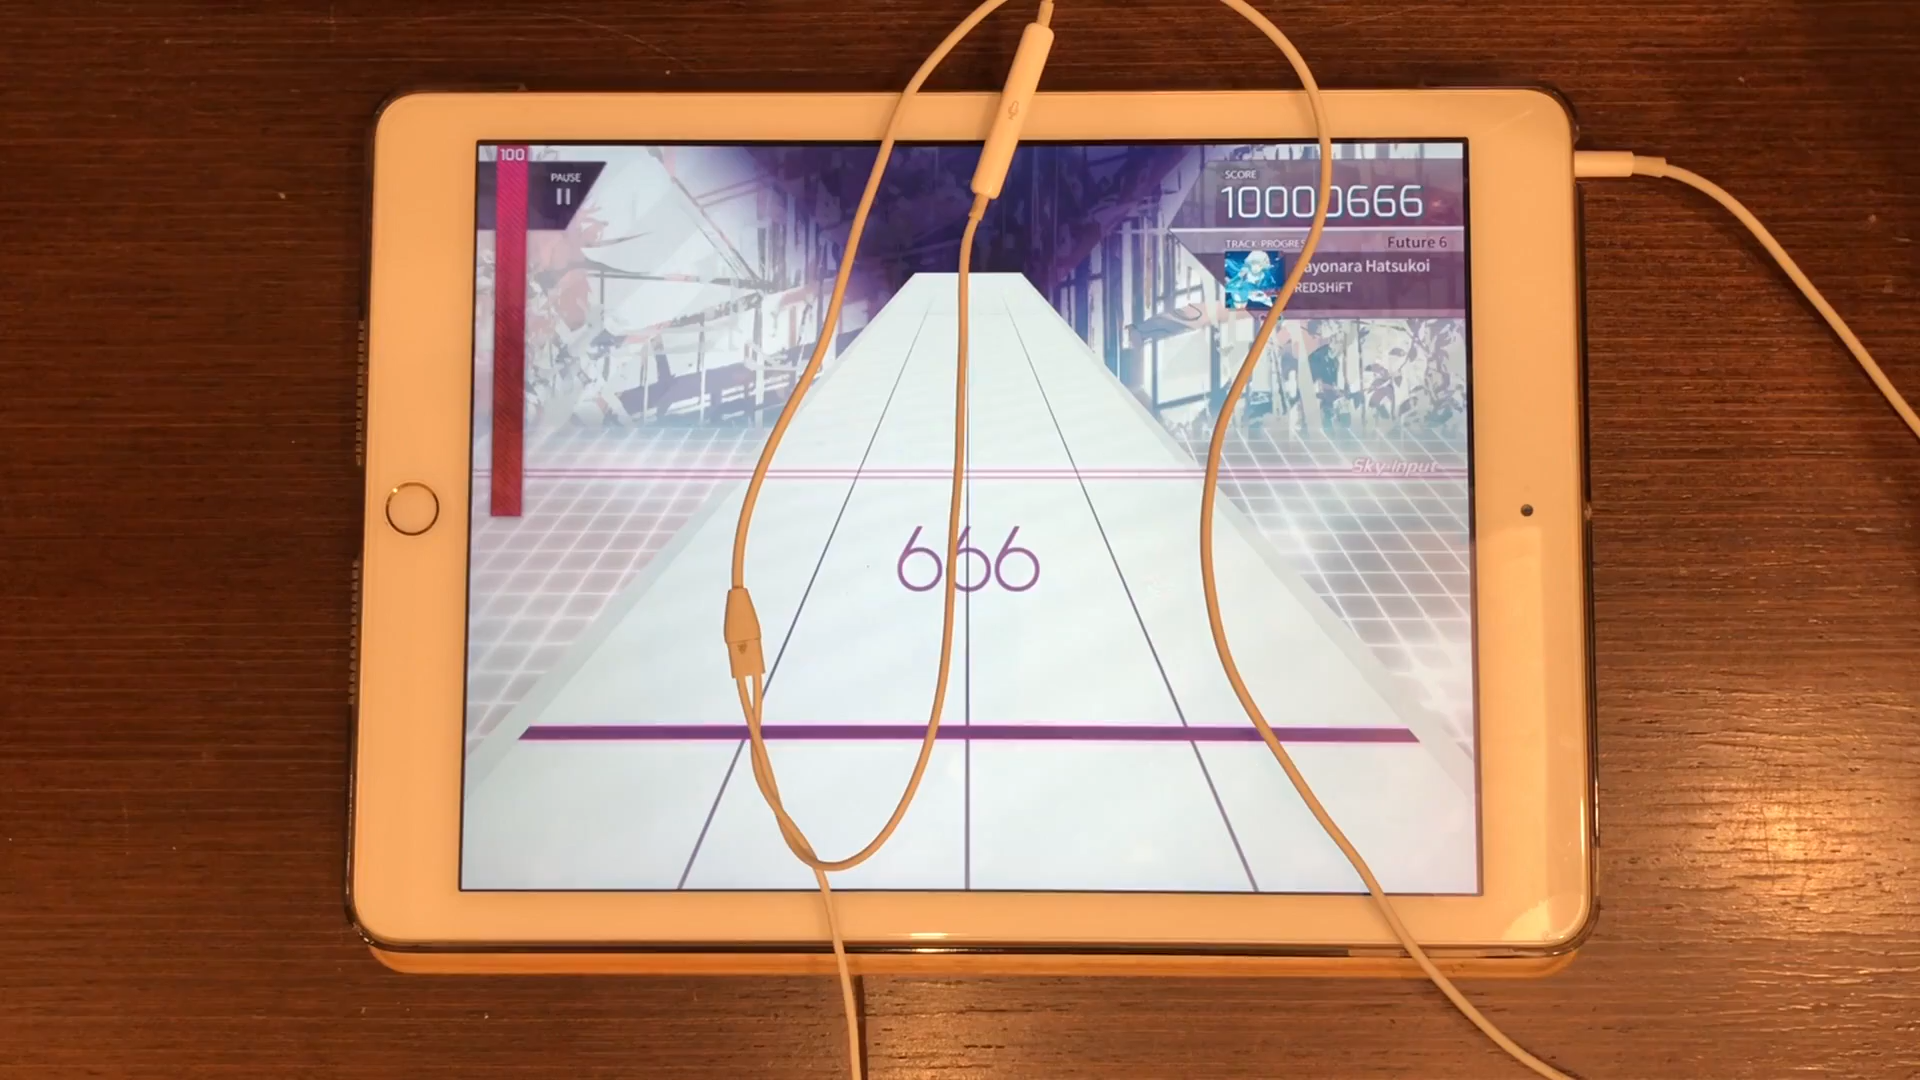 100
PAUSE
SCORE
10000666
TRACK PROGRES
Future 6
ayonara Hatsukoi
REDSHiFT
Sky input
666